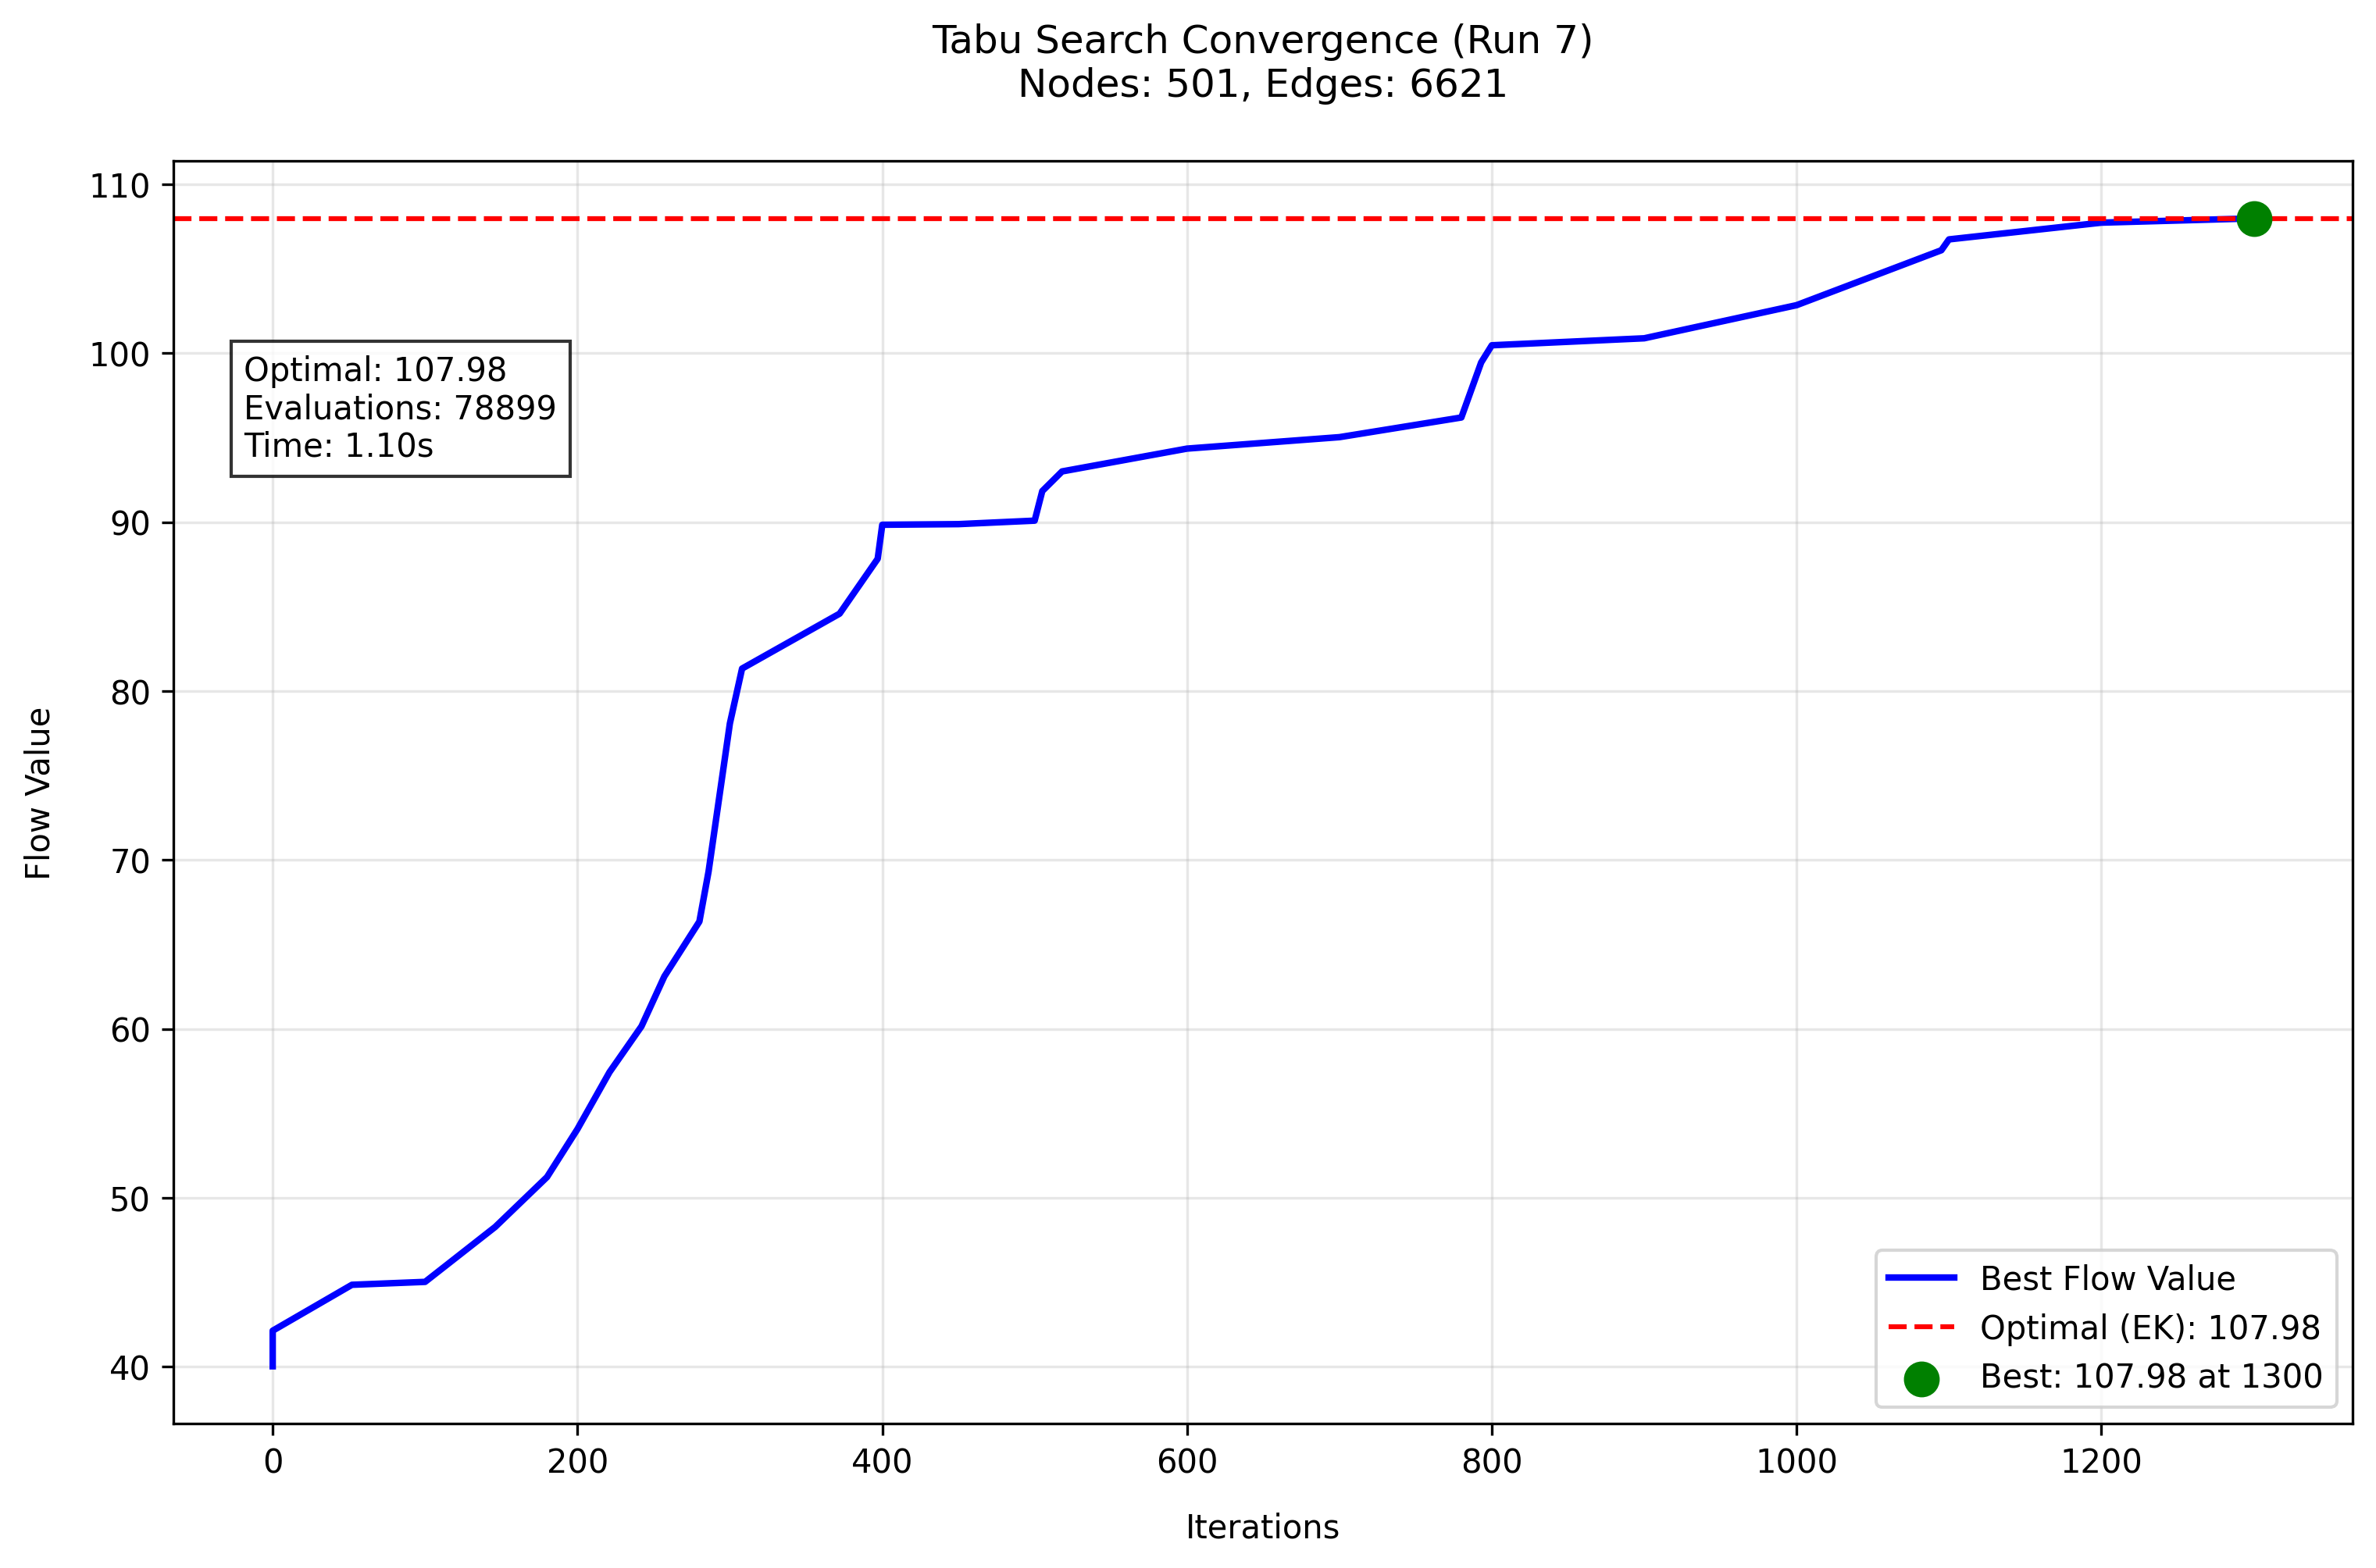 Tabu Search Convergence (Run 7)
Nodes: 501, Edges: 6621
110
100
90
80
70
60
50
40
Flow Value
Optimal: 107.98
Evaluations: 78899
Time: 1.10s
Best Flow Value
Optimal (EK): 107.98
Best: 107.98 at 1300
0
200
400
600
800
1000
1200
Iterations